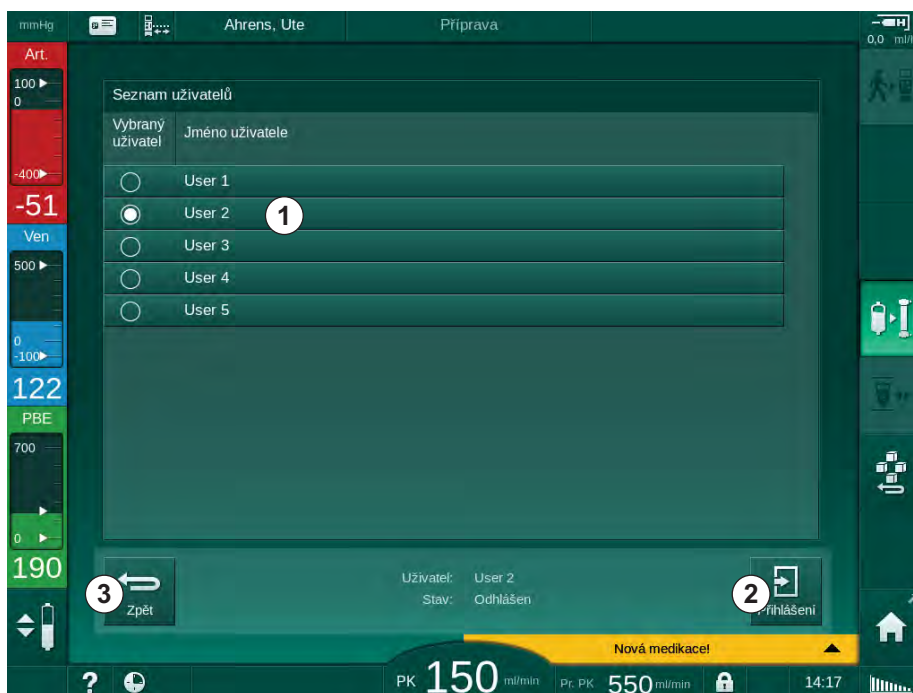 mmHg
Ahrens, Ute
Příprava
0,0 ml/
Art.
100
0
-400
-51
Ven
500
0
-100
122
PBE
700
0
190
Seznam uživatelů
Vybraný uživatel
Jméno uživatele
User 1
User 2
1
User 3
User 4
User 5
3
Zpět
Uživatel: User 2
Stav: Odhlášen
2
Přihlášení
Nová medikace!
?
PK 150 ml/min
Pr. PK 550 ml/min
14:17